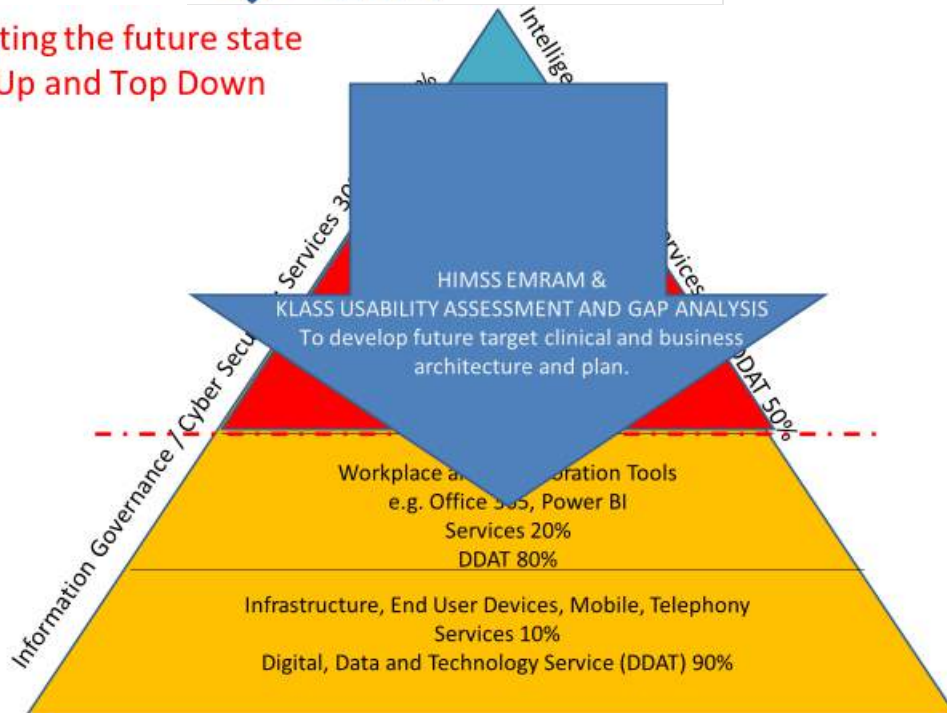 ting the future state
Up and Top Down
Intellige
%
Information Governance / Cyber Secu
Services 30
ervices
DDAT 50%
HIMSS EMRAM &
KLASS USABILITY ASSESSMENT AND GAP ANALYSIS
To develop future target clinical and business
architecture and plan.
Workplace a oration Tools
e.g. Office 365, Power BI
Services 20%
DDAT 80%
Infrastructure, End User Devices, Mobile, Telephony
Services 10%
Digital, Data and Technology Service (DDAT) 90%